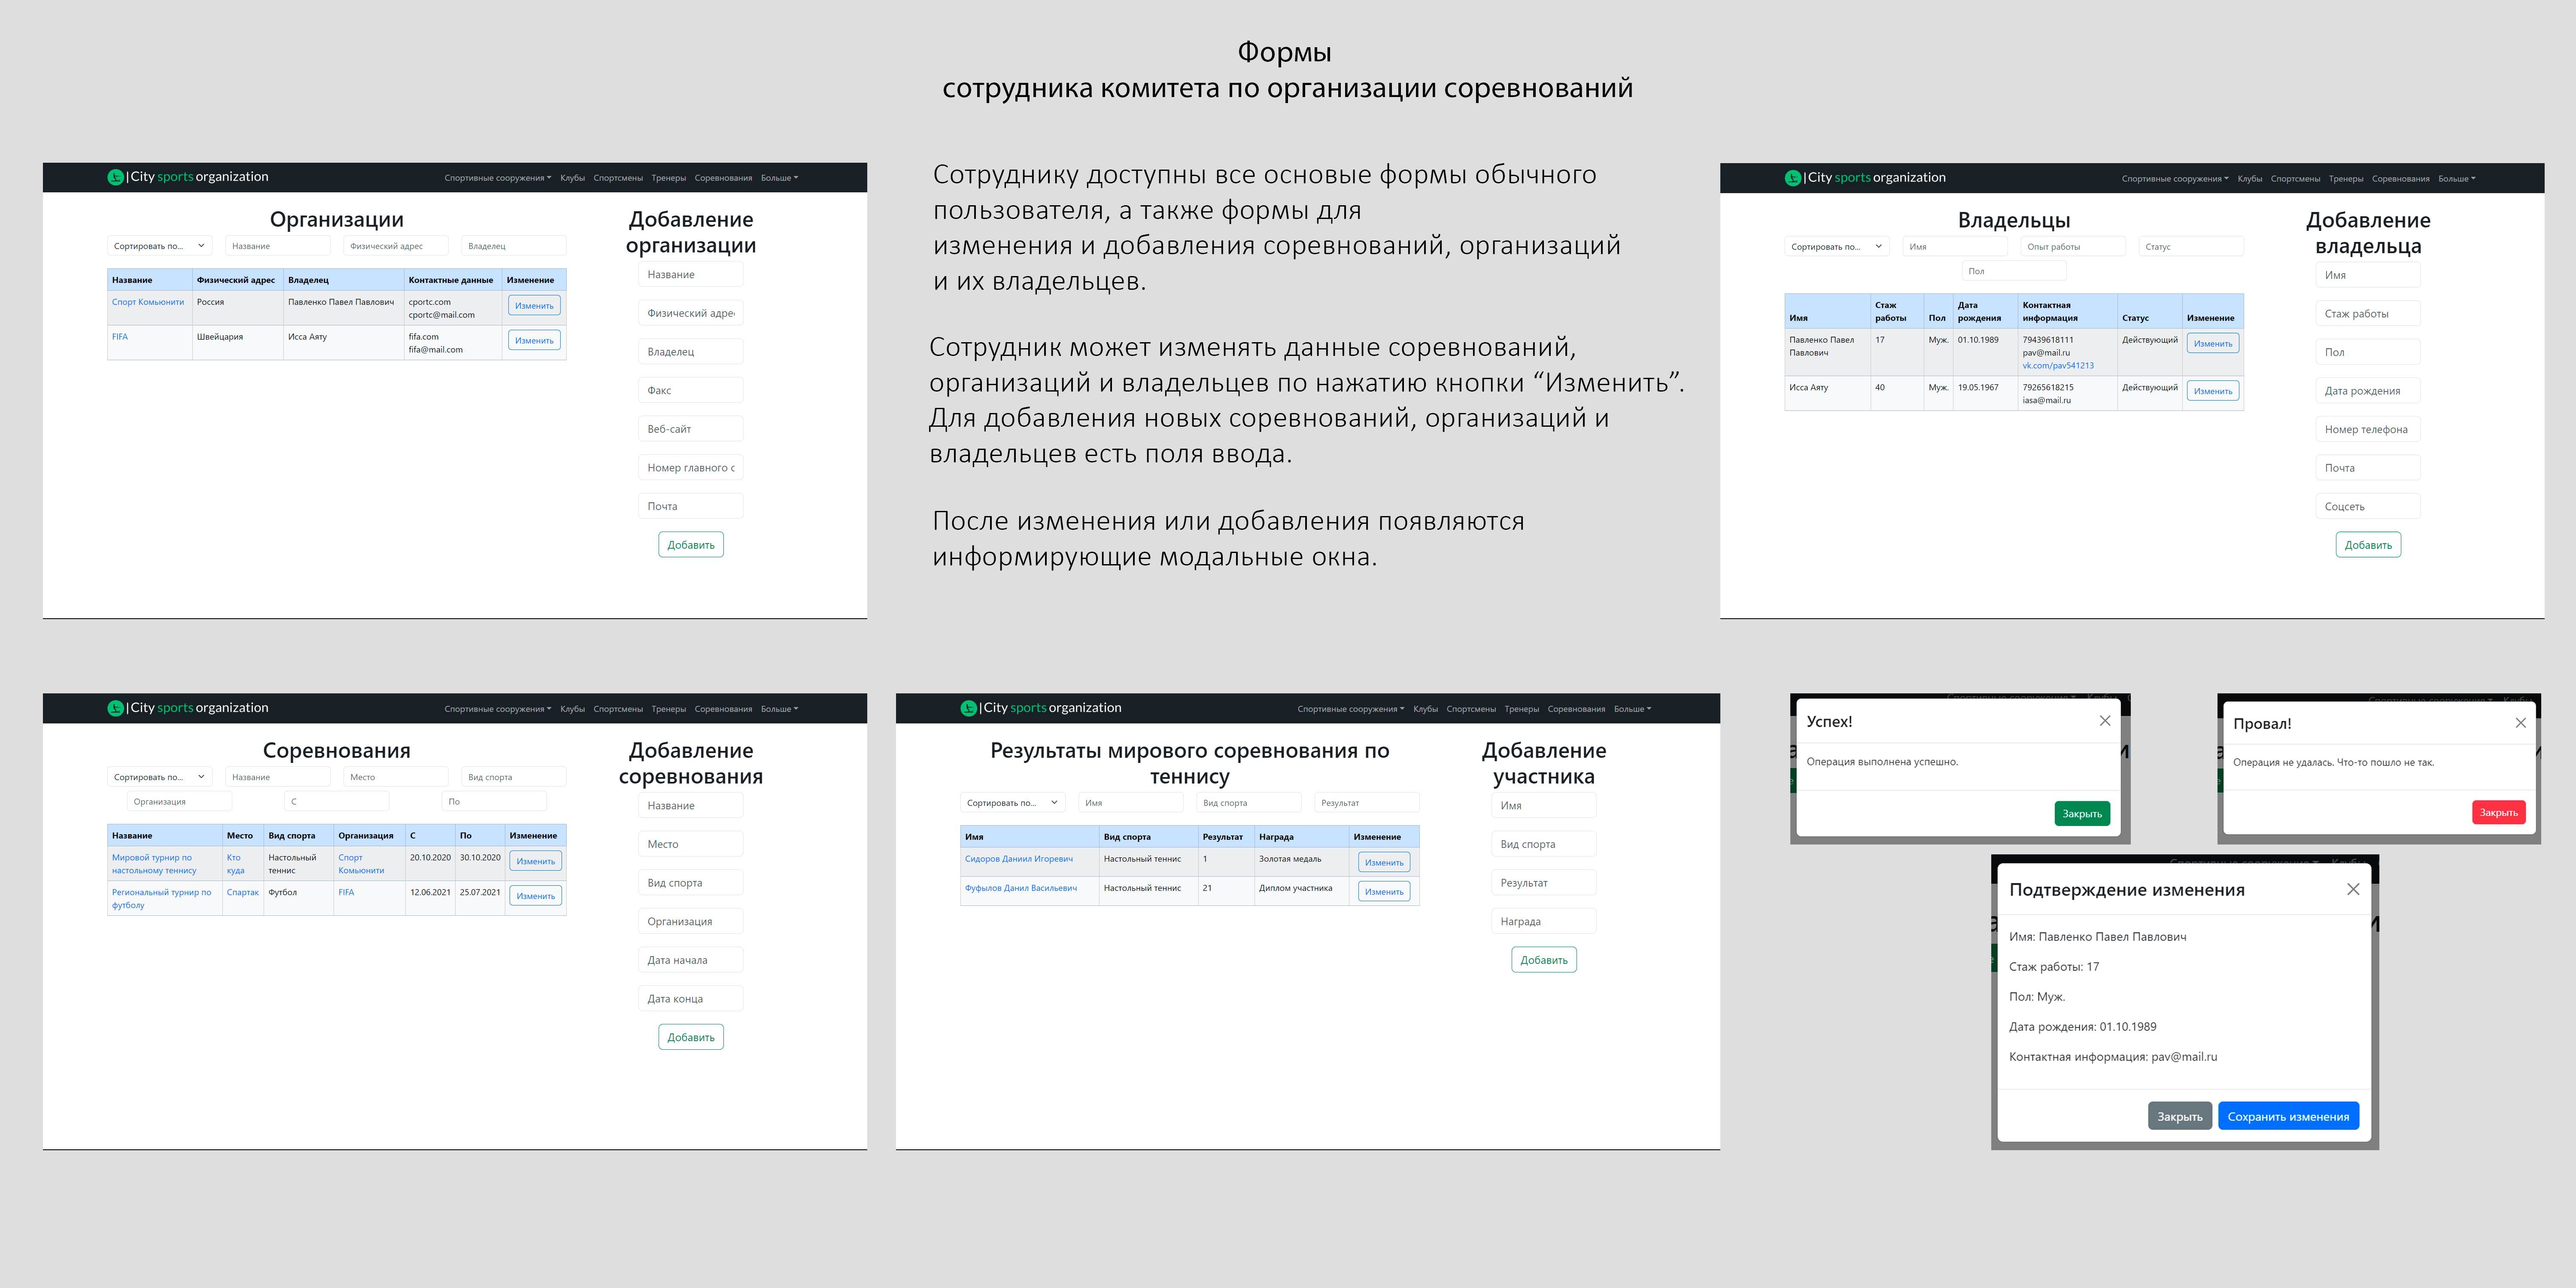 Формы
сотрудника комитета по организации соревнований
| City sports organization
Спортивные сооружения Клубы Спортсмены Тренеры Соревнования Больше
Организации
Сортировать по... Название Физический адрес Владелец
Название Физический адрес Владелец Контактные данные Изменение
Спорт Комьюнити Россия Павленко Павел Павлович cportc.com Изменить
cportc@mail.com
FIFA Швейцария Исса Аяту fifa.com Изменить
fifa@mail.com
Добавление
организации
Название
Физический адре
Владелец
Факс
Веб-сайт
Номер главного с
Почта
Добавить
Сотруднику доступны все основые формы обычного
пользователя, а также формы для
изменения и добавления соревнований, организаций
и их владельцев.
Сотрудник может изменять данные соревнований,
организаций и владельцев по нажатию кнопки “Изменить”.
Для добавления новых соревнований, организаций и
владельцев есть поля ввода.
После изменения или добавления появляются
информирующие модальные окна.
| City sports organization
Спортивные сооружения Клубы Спортсмены Тренеры Соревнования Больше
Владельцы
Сортировать по... Имя Опыт работы Статус
Пол
Имя Стаж работы Пол Дата рождения Контактная информация Статус Изменение
Павленко Павел Павлович 17 Муж. 01.10.1989 79439618111 Действующий Изменить
pav@mail.ru
vk.com/pav541213
Исса Аяту 40 Муж. 19.05.1967 79265618215 Действующий Изменить
iasa@mail.ru
Добавление
владельца
Имя
Стаж работы
Пол
Дата рождения
Номер телефона
Почта
Соцсеть
Добавить
| City sports organization
Спортивные сооружения Клубы Спортсмены Тренеры Соревнования Больше
Соревнования
Сортировать по... Название Место Вид спорта
Организация С По
Название Место Вид спорта Организация С По Изменение
Мировой турнир по Кто Настольный Спорт 20.10.2020 30.10.2020 Изменить
настольному теннису куда теннис Комьюнити
Региональный турнир по Спартак Футбол FIFA 12.06.2021 25.07.2021 Изменить
футболу
Добавление
соревнования
Название
Место
Вид спорта
Организация
Дата начала
Дата конца
Добавить
| City sports organization
Спортивные сооружения Клубы Спортсмены Тренеры Соревнования Больше
Результаты мирового соревнования по
теннису
Сортировать по... Имя Вид спорта Результат
Имя Вид спорта Результат Награда Изменение
Сидоров Даниил Игоревич Настольный теннис 1 Золотая медаль Изменить
Фуфылов Данил Васильевич Настольный теннис 21 Диплом участника Изменить
Добавление
участника
Имя
Вид спорта
Результат
Награда
Добавить
Успех!
Операция выполнена успешно.
Закрыть
Провал!
Операция не удалась. Что-то пошло не так.
Закрыть
Подтверждение изменения
Имя: Павленко Павел Павлович
Стаж работы: 17
Пол: Муж.
Дата рождения: 01.10.1989
Контактная информация: pav@mail.ru
Закрыть Сохранить изменения